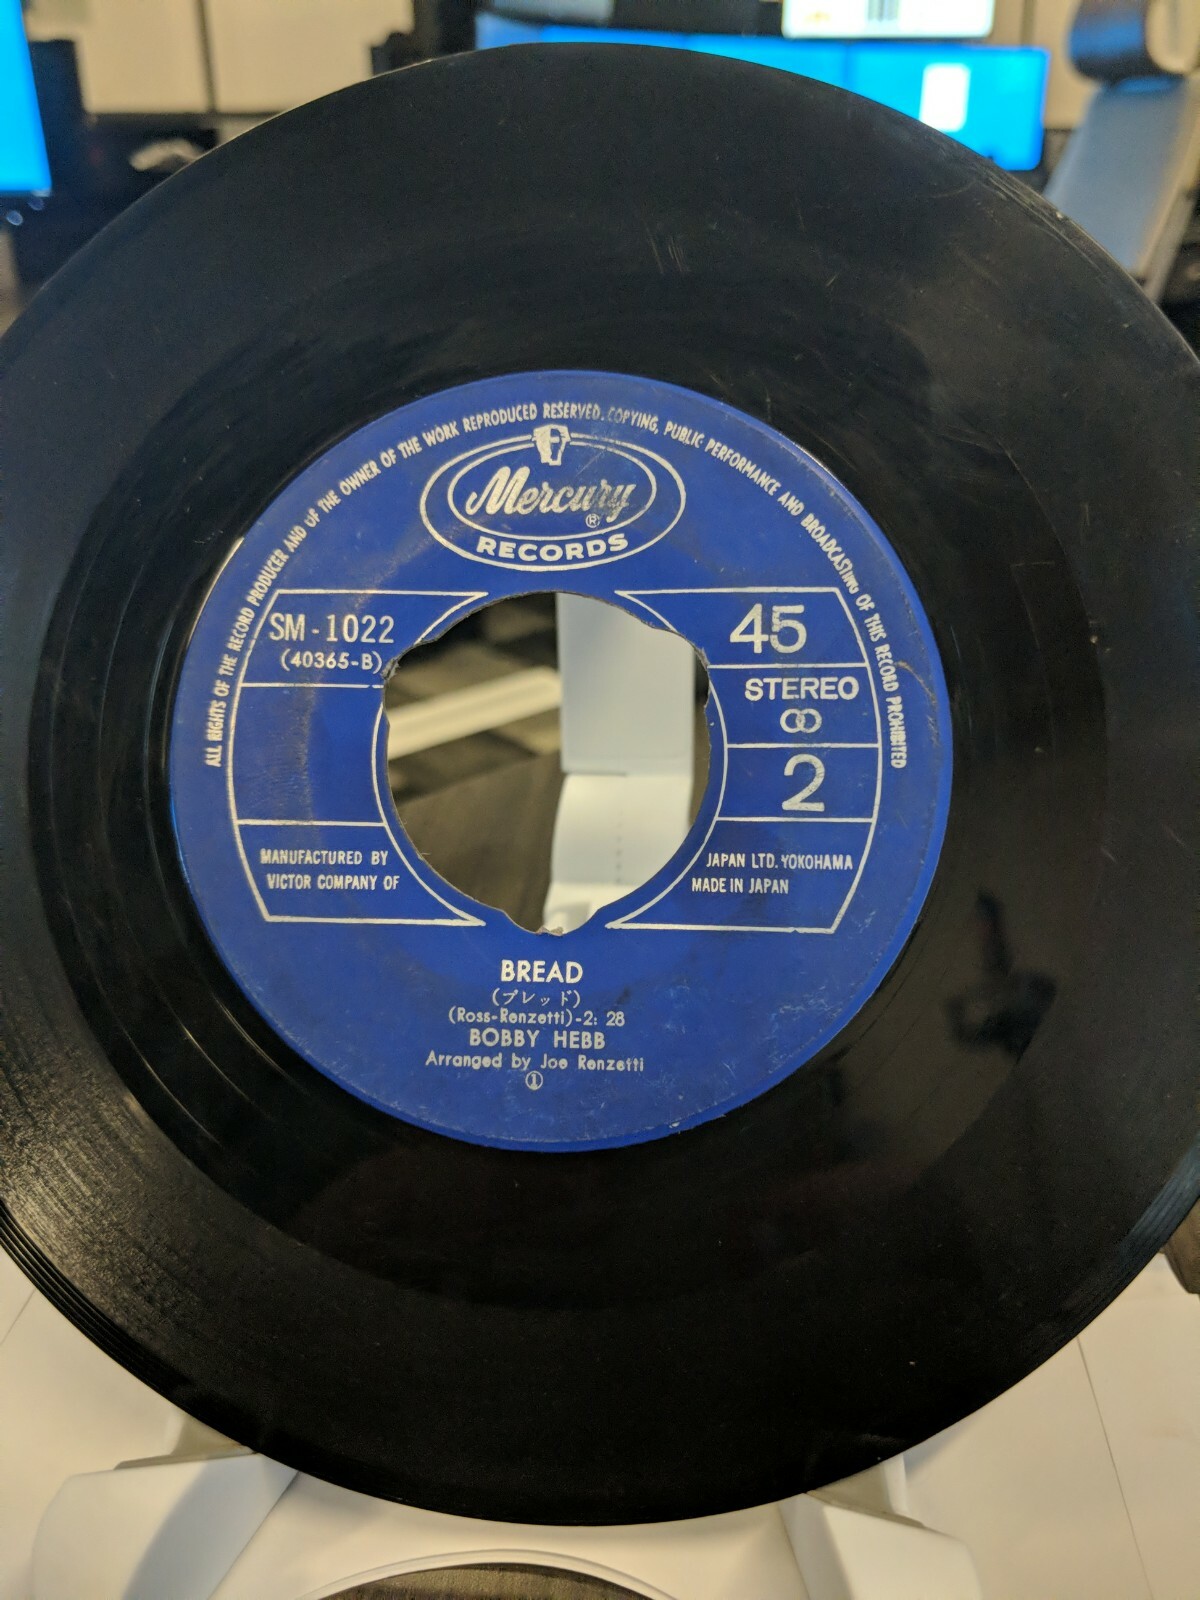 ALL RIGHTS OF THE RECORD PRODUCER AND OF THE OWNER OF THE WORK REPRODUCED RESERVED. COPYING, PUBLIC PERFORMANCE AND BROADCASTING OF THIS RECORD PROHIBITED
Mercury
®
RECORDS
SM-1022
(40365-B)
45
STEREO
2
MANUFACTURED BY
VICTOR COMPANY OF
JAPAN LTD. YOKOHAMA
MADE IN JAPAN
BREAD
(ブレッド)
(Ross-Renzetti)-2: 28
BOBBY HEBB
Arranged by Joe Renzetti
①